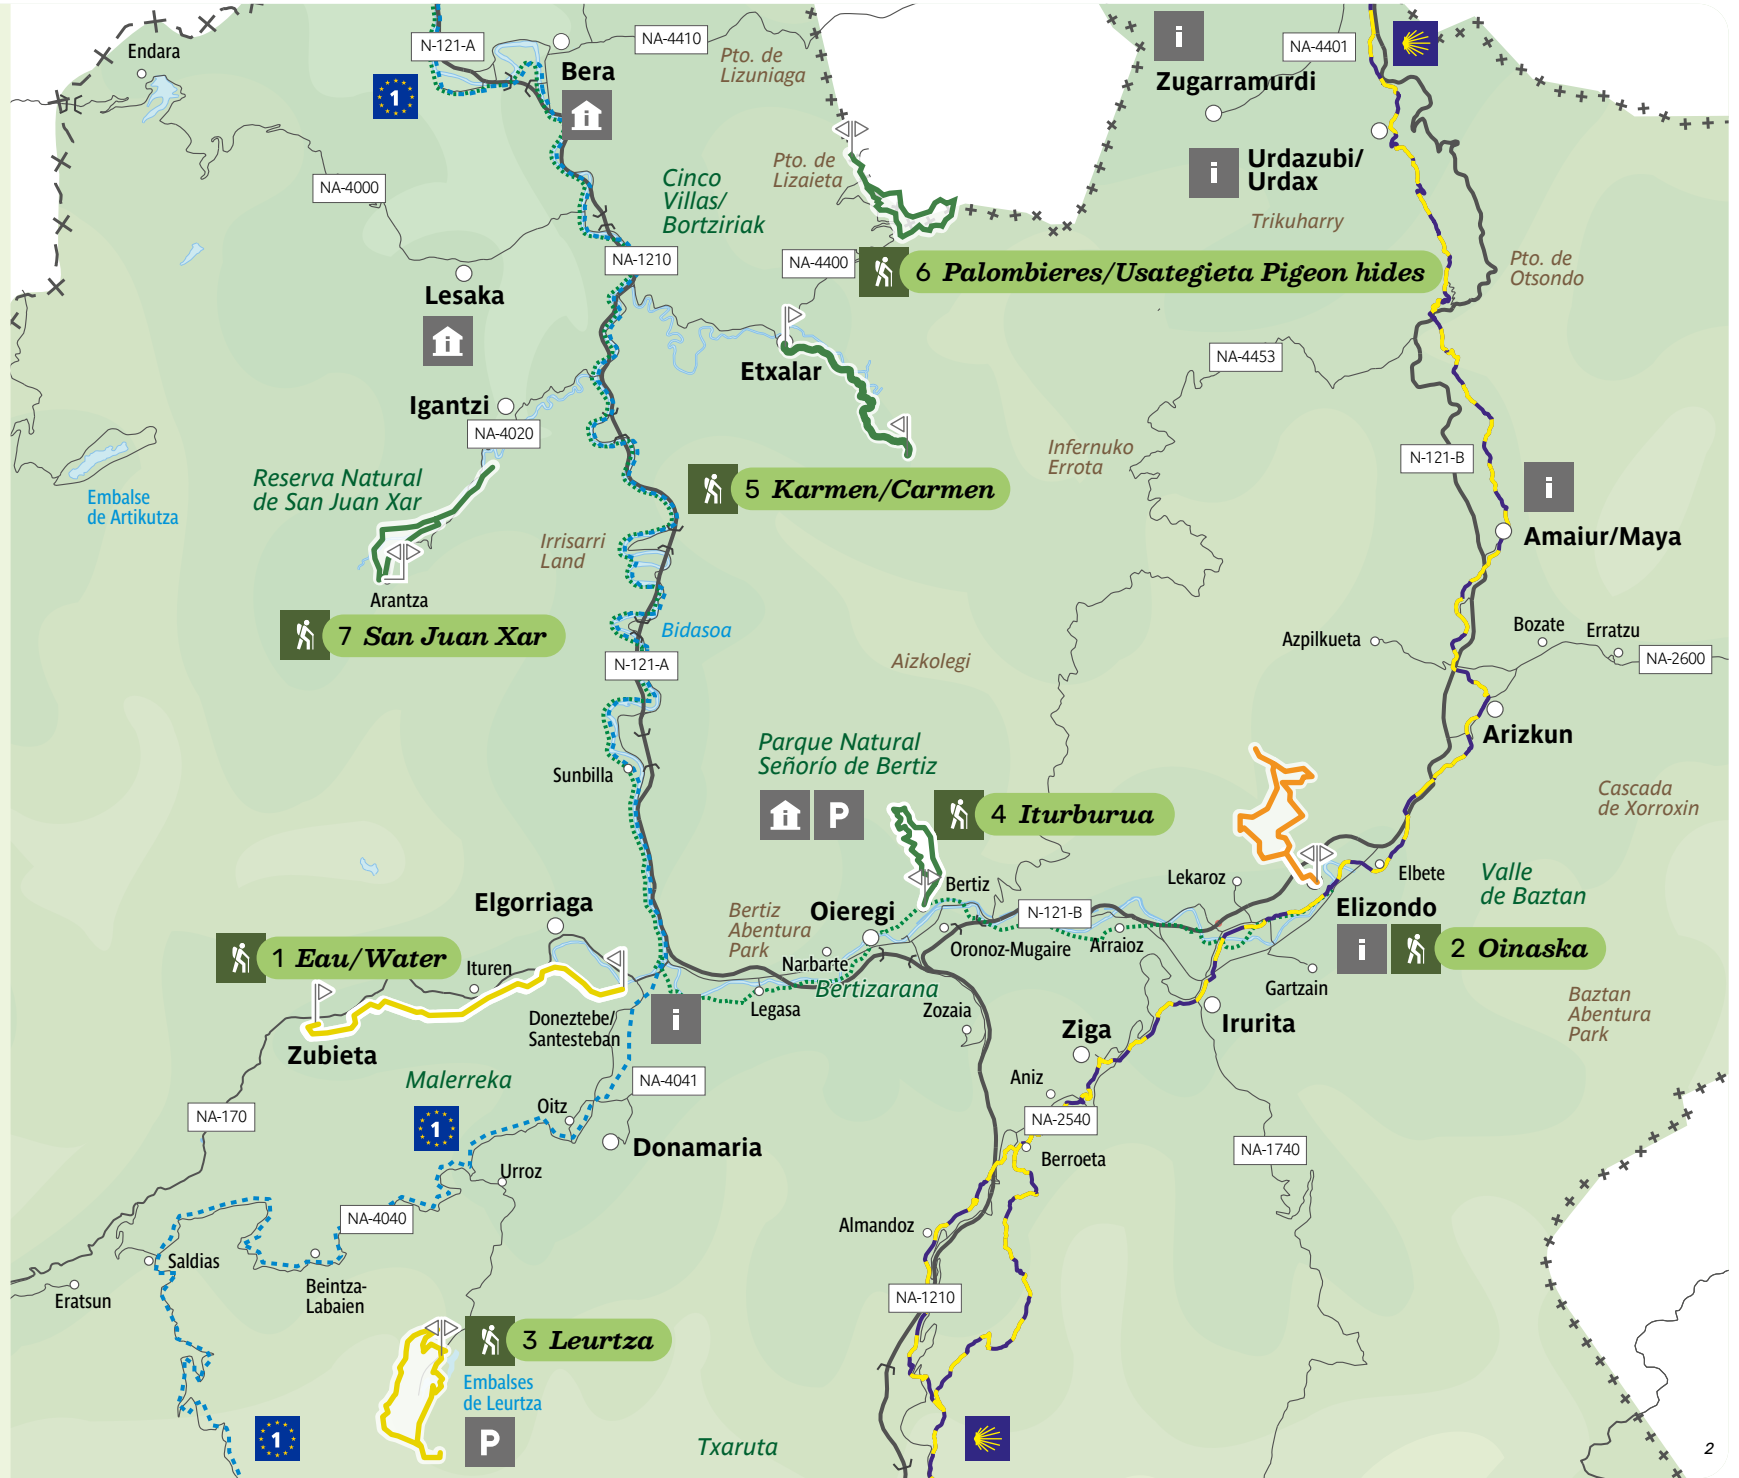 Endara
N-121-A
NA-4410
Bera
Pto. de
Lizuniaga
1
i
Zugarramurdi
NA-4401
i
NA-4000
Cinco
Villas/
Bortziriak
Pto. de
Lizaieta
i
Urdazubi/
Urdax
Trikuharry
NA-1210
NA-4400
6 Palombieres/Usategieta Pigeon hides
Pto. de
Otsondo
Lesaka
i
Etxalar
NA-4453
Igantzi
NA-4020
Infernuko
Errota
N-121-B
Reserva Natural
de San Juan Xar
5 Karmen/Carmen
i
Embalse
de Artikutza
Amaiur/Maya
Irrisarri
Land
Arantza
7 San Juan Xar
Bidasoa
N-121-A
Aizkolegi
Azpilkueta
Bozate
Erratzu
NA-2600
Arizkun
Parque Natural
Señorío de Bertiz
Sunbilla
i
P
4 Iturburua
Cascada
de Xorroxin
Elbete
Valle
de Baztan
Lekaroz
Bertiz
Elgorriaga
Bertiz
Abentura
Park
Oieregi
N-121-B
Elizondo
i
2 Oinaska
1 Eau/Water
Ituren
Narbarte
Oronoz-Mugaire
Arraioz
Bertizarana
Gartzain
Legasa
Zozaia
Baztan
Abentura
Park
Doneztebe/
Santesteban
i
Zubieta
Ziga
Irurita
Malerreka
NA-4041
Aniz
NA-170
1
Oitz
NA-2540
Donamaria
Berroeta
NA-1740
Urroz
NA-4040
Almandoz
Saldias
Beintza-
Labaien
Eratsun
NA-1210
3 Leurtza
Embalses
de Leurtza
P
1
Txaruta
2